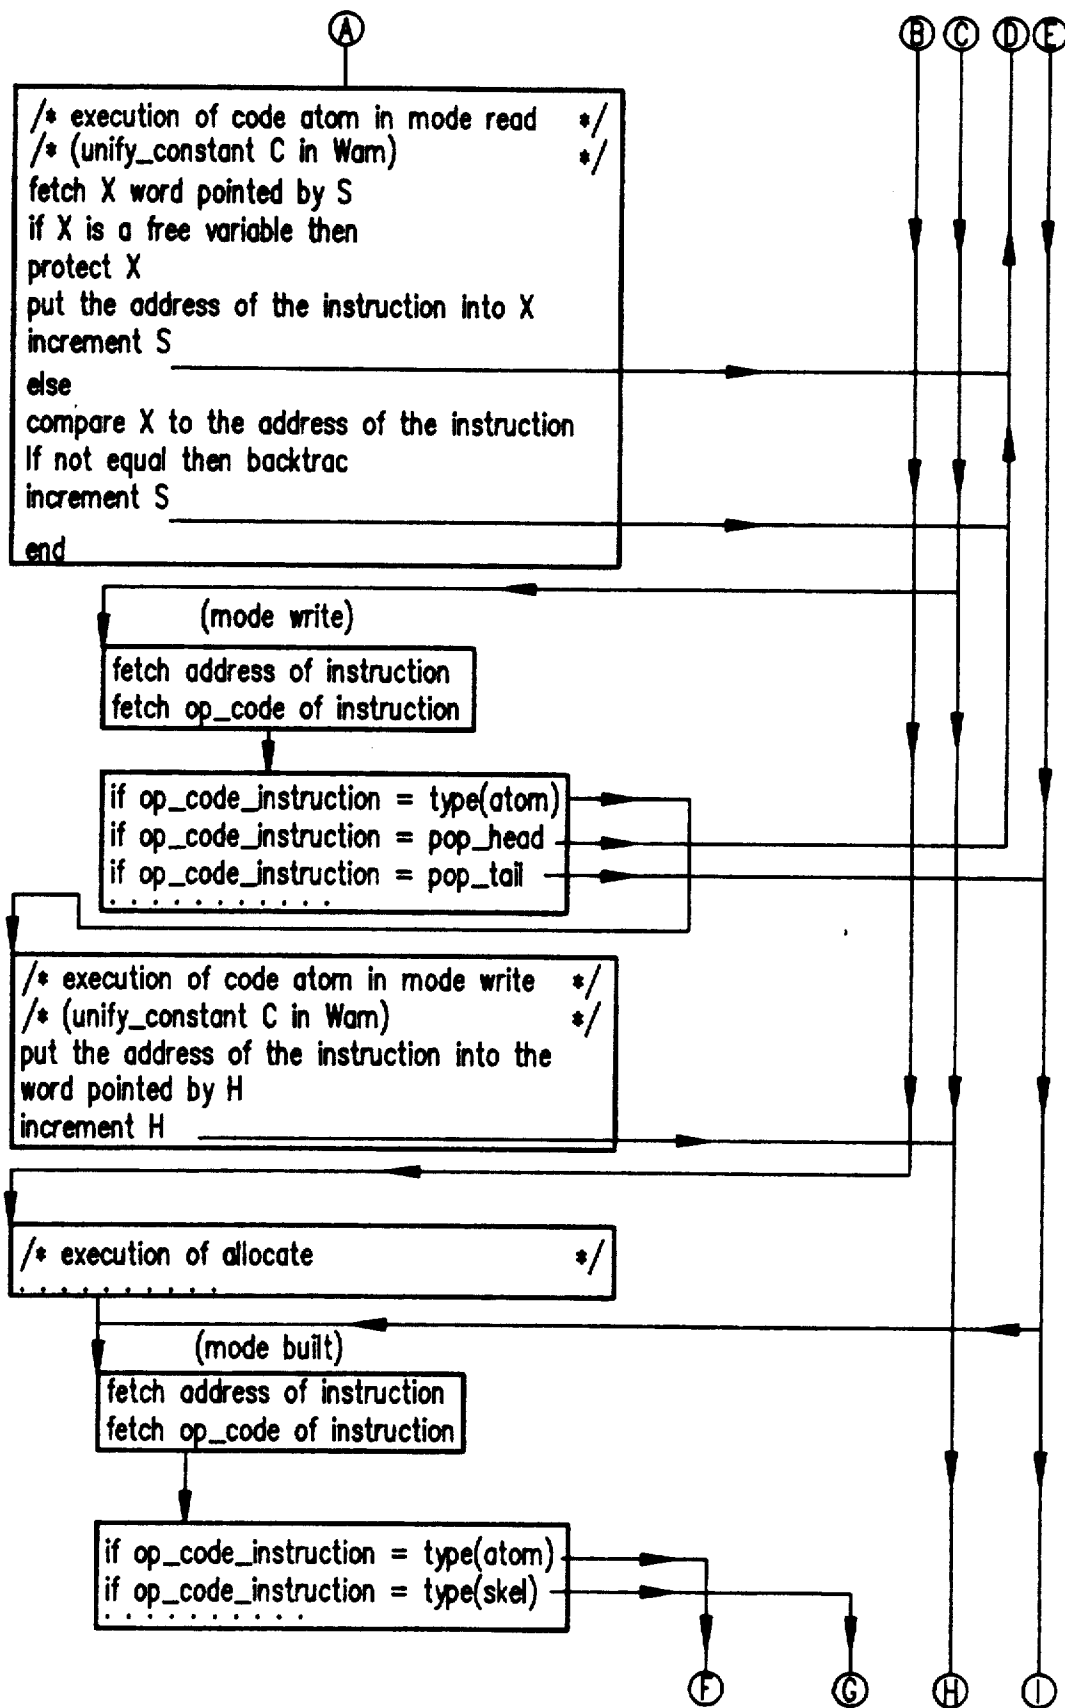 A B C D E
/* execution of code atom in mode read */
/* (unify_constant C in Wam) */
fetch X word pointed by S
if X is a free variable then
protect X
put the address of the instruction into X
increment S
else
compare X to the address of the instruction
If not equal then backtrac
increment S
end
(mode write)
fetch address of instruction
fetch op_code of instruction
if op_code_instruction = type(atom)
if op_code_instruction = pop_head
if op_code_instruction = pop_tail
. . . . . . . . . . .
/* execution of code atom in mode write */
/* (unify_constant C in Wam) */
put the address of the instruction into the
word pointed by H
increment H
/* execution of allocate */
. . . . . . . . . .
(mode built)
fetch address of instruction
fetch op_code of instruction
if op_code_instruction = type(atom)
if op_code_instruction = type(skel)
. . . . . . . . . .
F G H I